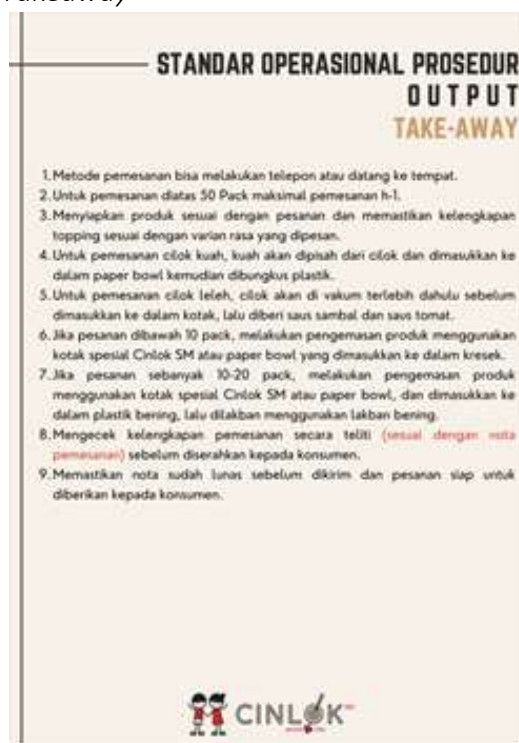 STANDAR OPERASIONAL PROSEDUR
OUTPUT
TAKE-AWAY
1. Metode pemesanan bisa melakukan telepon atau datang ke tempat.
2. Untuk pemesanan diatas 50 Pack maksimal pemesanan h-1.
3. Menyiapkan produk sesuai dengan pesanan dan memastikan kelengkapan
topping sesuai dengan varian rasa yang dipesan.
4. Untuk pemesanan cilok kuah, kuah akan dipisah dari cilok dan dimasukkan ke
dalam paper bowl kemudian dibungkus plastik.
5. Untuk pemesanan cilok leleh, cilok akan di vakum terlebih dahulu sebelum
dimasukkan ke dalam kotak, lalu diberi saus sambal dan saus tomat.
6. Jika pesanan dibawah 10 pack, melakukan pengemasan produk menggunakan
kotak spesial Cinlok SM atau paper bowl yang dimasukkan ke dalam kresek.
7. Jika pesanan sebanyak 10-20 pack, melakukan pengemasan produk
menggunakan kotak spesial Cinlok SM atau paper bowl, dan dimasukkan ke
dalam plastik bening, lalu dilakban menggunakan lakban bening.
8. Mengecek kelengkapan pemesanan secara teliti (sesuai dengan nota
pemesanan) sebelum diserahkan kepada konsumen.
9. Memastikan nota sudah lunas sebelum dikirim dan pesanan siap untuk
diberikan kepada konsumen.
CINLOK